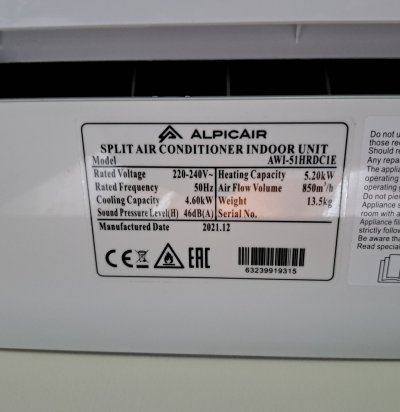 ALPICAIR
SPLIT AIR CONDITIONER INDOOR UNIT
Model AWI-51HRDC1E
Rated Voltage 220-240V~ Heating Capacity 5.20kW
Rated Frequency 50Hz Air Flow Volume 850m³/h
Cooling Capacity 4.60kW Weight 13.5kg
Sound Pressure Level(H) 46dB(A) Serial No.
Manufactured Date 2021.12
CE EAC
63239919315
Do not u
those rec
Should re
Any repa
The applia
operating
operating g
Do not pie
Appliance s
room with a
Appliance fil
strictly follow
Be aware tha
Read specifi